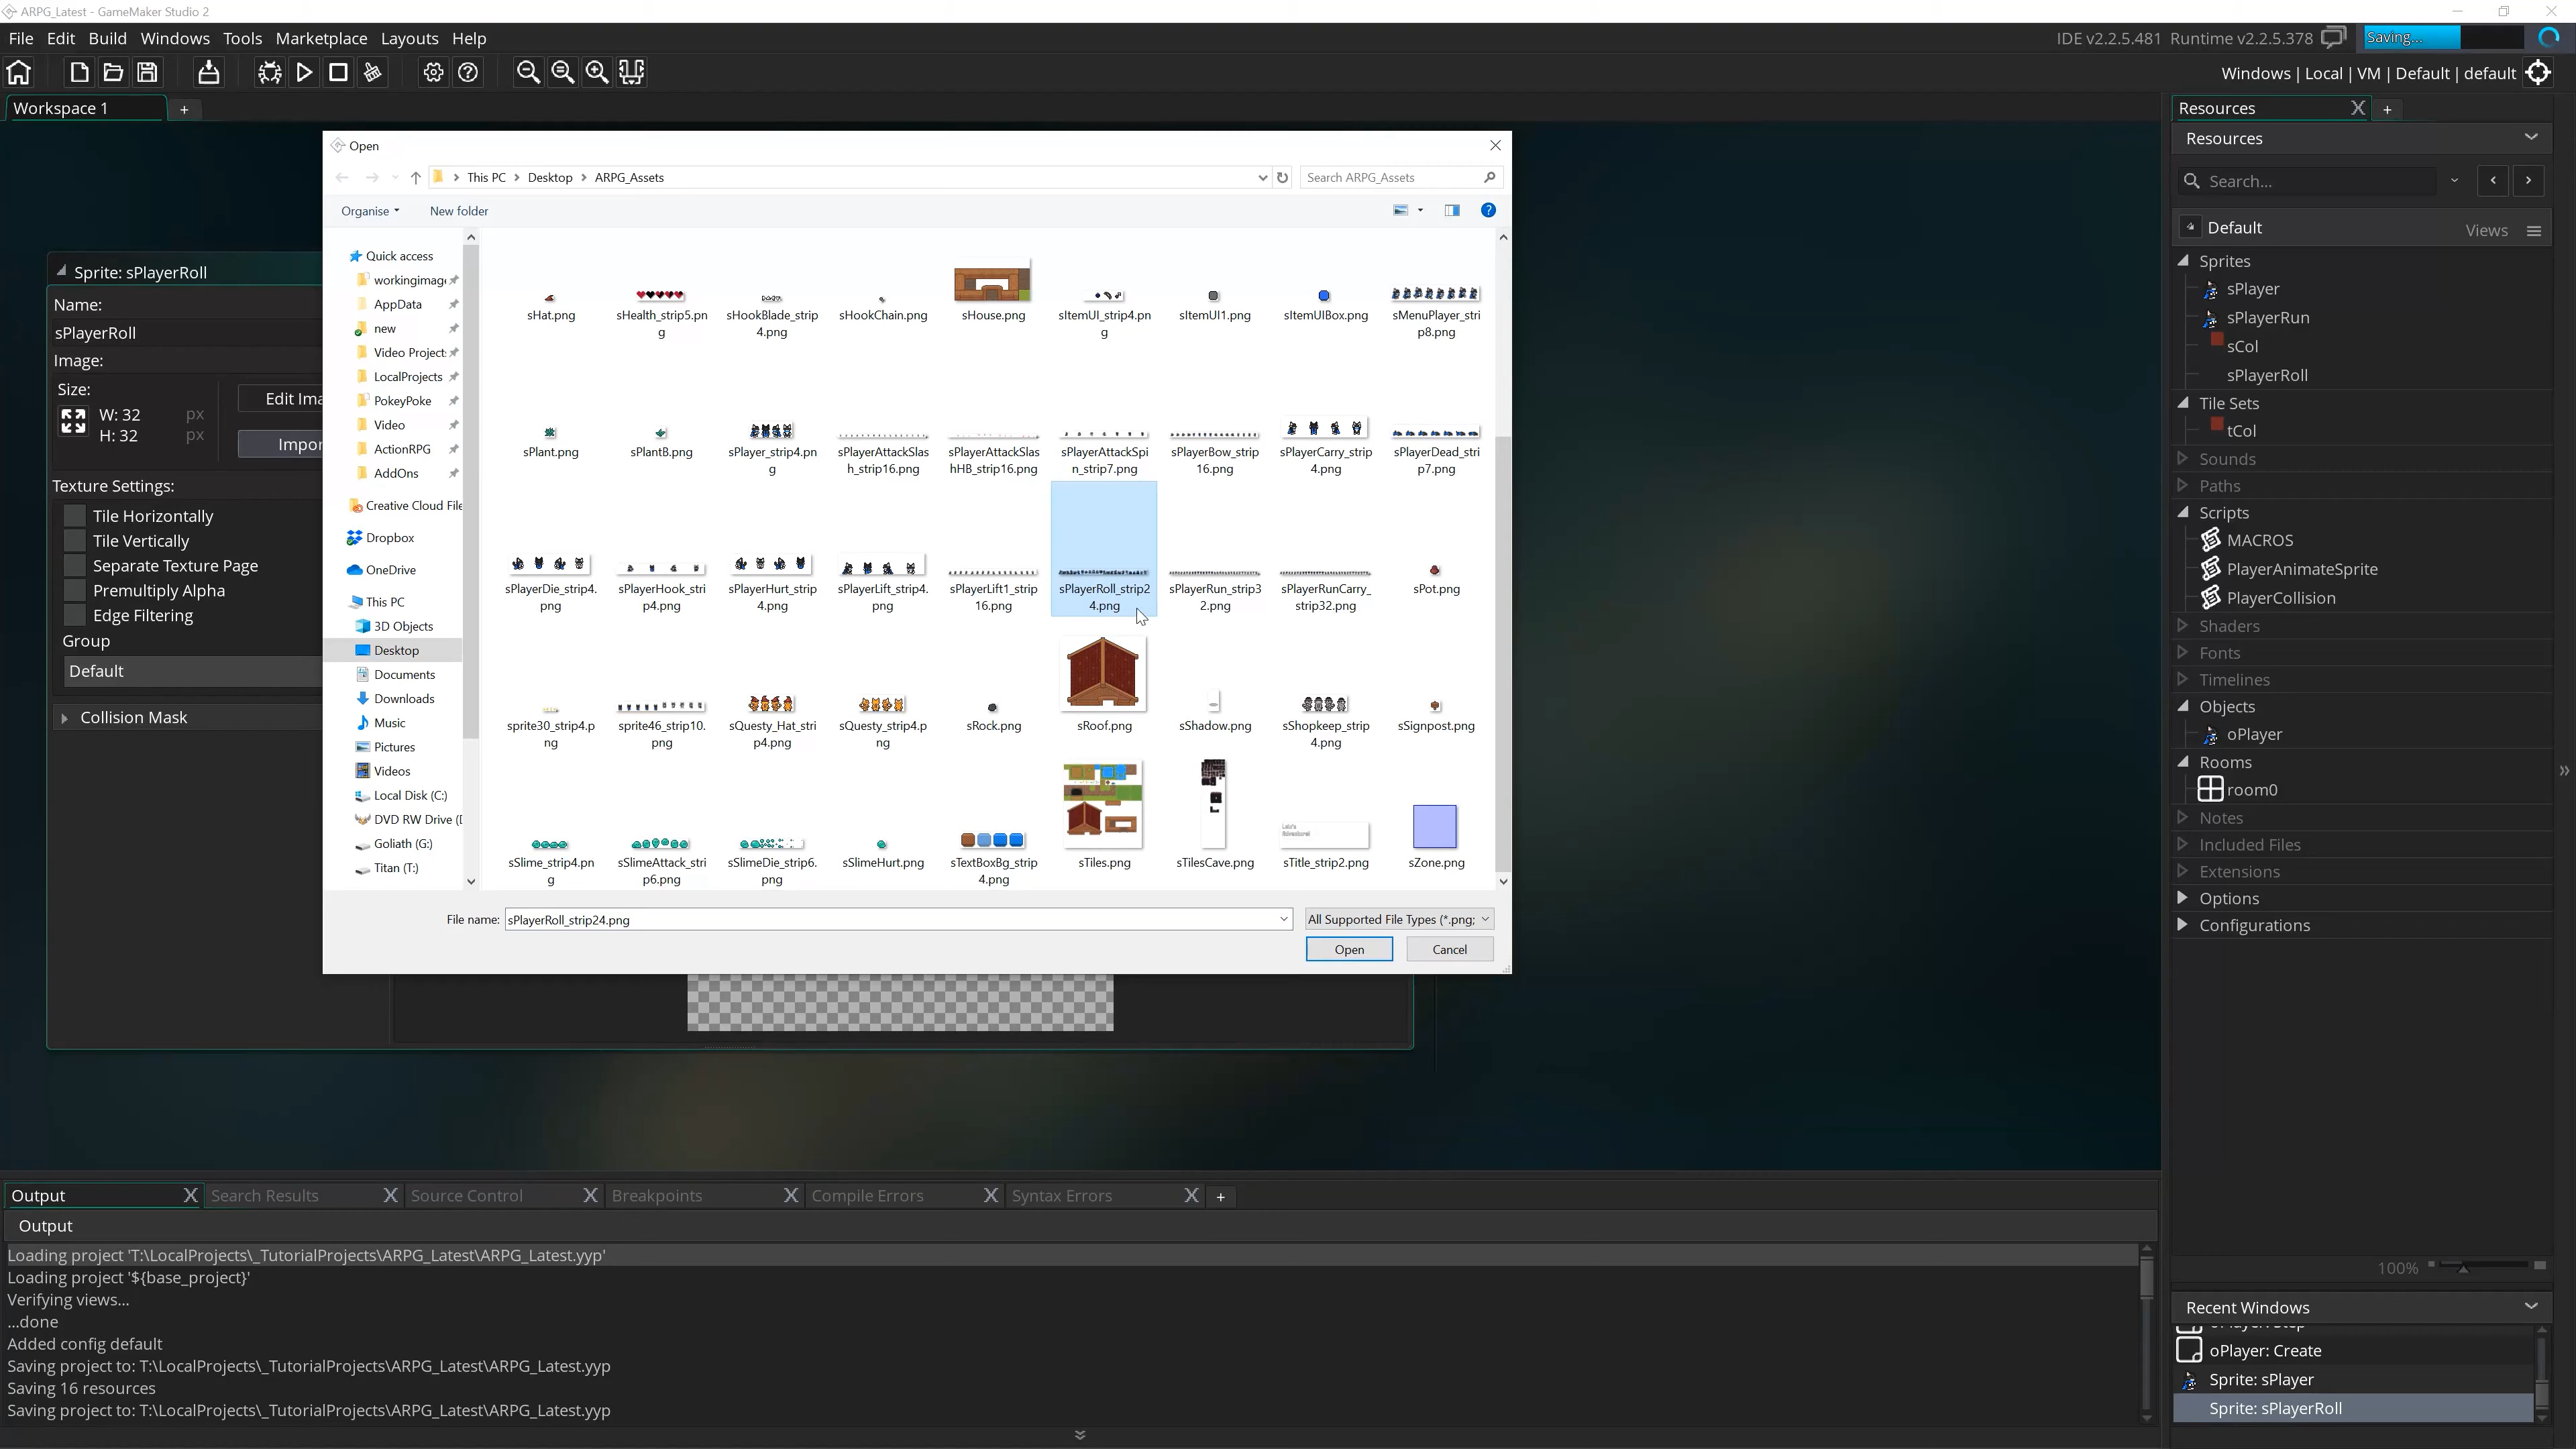 ARPG_Latest - GameMaker Studio 2
File Edit Build Windows Tools Marketplace Layouts Help
IDE v2.2.5.481 Runtime v2.2.5.378
Saving...
Windows | Local | VM | Default | default
Workspace 1
+
Resources
+
Open
Resources
This PC > Desktop > ARPG_Assets
Search ARPG_Assets
Search...
Organise
New folder
Default
Views
Sprite: sPlayerRoll
Name:
sPlayerRoll
Image:
Size:
W: 32 px
H: 32 px
Edit Ima
Impor
Texture Settings:
Tile Horizontally
Tile Vertically
Separate Texture Page
Premultiply Alpha
Edge Filtering
Group
Default
Collision Mask
Quick access
workingimage
AppData
new
Video Project:
LocalProjects
PokeyPoke
Video
ActionRPG
AddOns
Creative Cloud File
Dropbox
OneDrive
This PC
3D Objects
Desktop
Documents
Downloads
Music
Pictures
Videos
Local Disk (C:)
DVD RW Drive (
Goliath (G:)
Titan (T:)
sHat.png
sHealth_strip5.png
sHookBlade_strip4.png
sHookChain.png
sHouse.png
sItemUI_strip4.png
sItemUI1.png
sItemUIBox.png
sMenuPlayer_strip8.png
sPlant.png
sPlantB.png
sPlayer_strip4.png
sPlayerAttackSlash_strip16.png
sPlayerAttackSlashHB_strip16.png
sPlayerAttackSpin_strip7.png
sPlayerBow_strip16.png
sPlayerCarry_strip4.png
sPlayerDead_strip7.png
sPlayerDie_strip4.png
sPlayerHook_strip4.png
sPlayerHurt_strip4.png
sPlayerLift_strip4.png
sPlayerLift1_strip16.png
sPlayerRoll_strip24.png
sPlayerRun_strip32.png
sPlayerRunCarry_strip32.png
sPot.png
sprite30_strip4.png
sprite46_strip10.png
sQuesty_Hat_strip4.png
sQuesty_strip4.png
sRock.png
sRoof.png
sShadow.png
sShopkeep_strip4.png
sSignpost.png
sSlime_strip4.png
sSlimeAttack_strip6.png
sSlimeDie_strip6.png
sSlimeHurt.png
sTextBoxBg_strip4.png
sTiles.png
sTilesCave.png
sTitle_strip2.png
sZone.png
File name: sPlayerRoll_strip24.png
All Supported File Types (*.png;
Open
Cancel
Sprites
sPlayer
sPlayerRun
sCol
sPlayerRoll
Tile Sets
tCol
Sounds
Paths
Scripts
MACROS
PlayerAnimateSprite
PlayerCollision
Shaders
Fonts
Timelines
Objects
oPlayer
Rooms
room0
Notes
Included Files
Extensions
Options
Configurations
100%
Recent Windows
oPlayer: Create
Sprite: sPlayer
Sprite: sPlayerRoll
Output
Search Results
Source Control
Breakpoints
Compile Errors
Syntax Errors
+
Output
Loading project 'T:\LocalProjects\_TutorialProjects\ARPG_Latest\ARPG_Latest.yyp'
Loading project '${base_project}'
Verifying views...
...done
Added config default
Saving project to: T:\LocalProjects\_TutorialProjects\ARPG_Latest\ARPG_Latest.yyp
Saving 16 resources
Saving project to: T:\LocalProjects\_TutorialProjects\ARPG_Latest\ARPG_Latest.yyp